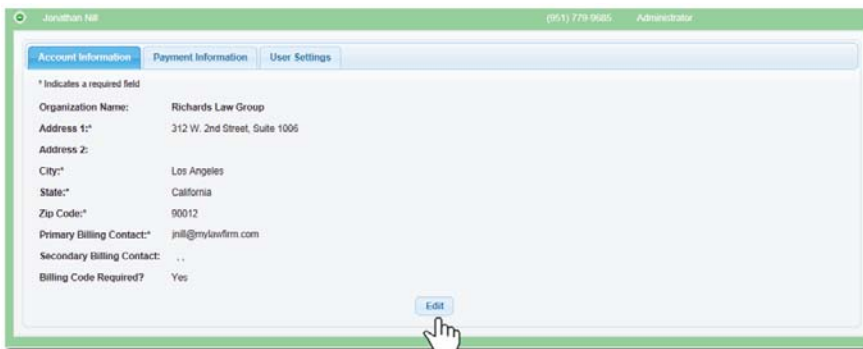 Jonathan Nill (951) 779-9685 Administrator
Account Information Payment Information User Settings
* Indicates a required field
Organization Name: Richards Law Group
Address 1:* 312 W. 2nd Street, Suite 1006
Address 2:
City:* Los Angeles
State:* California
Zip Code:* 90012
Primary Billing Contact:* jnill@mylawfirm.com
Secondary Billing Contact: , ,
Billing Code Required? Yes
Edit